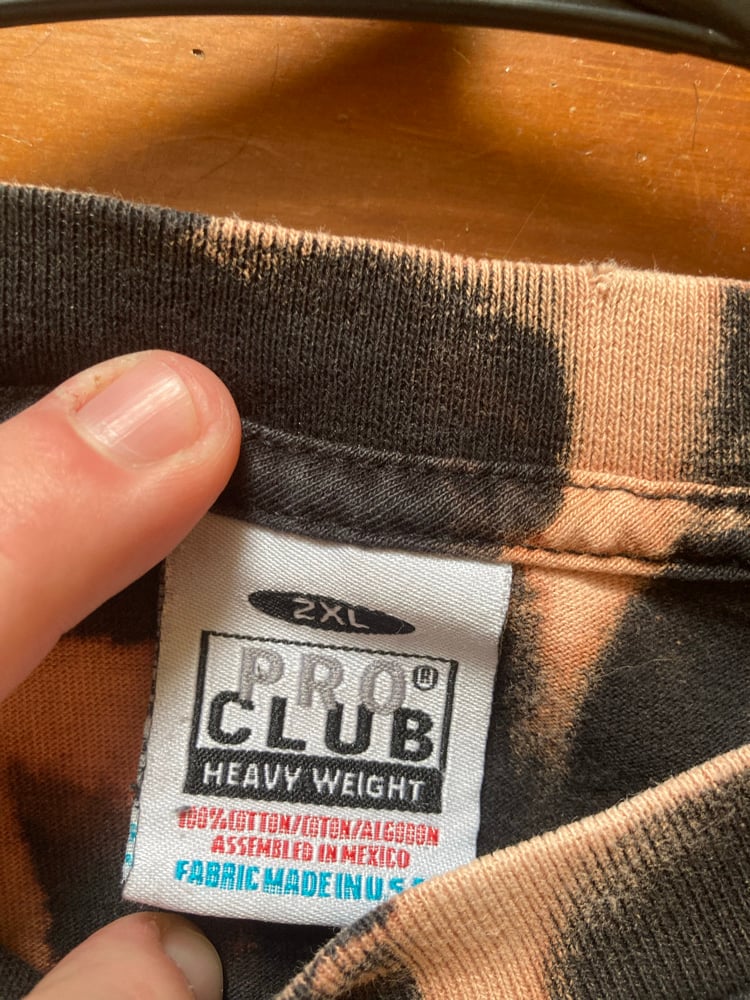 2XL
PRO®
CLUB
HEAVY WEIGHT
100%COTTON/COTON/ALGODON
ASSEMBLED IN MEXICO
FABRIC MADE IN U S